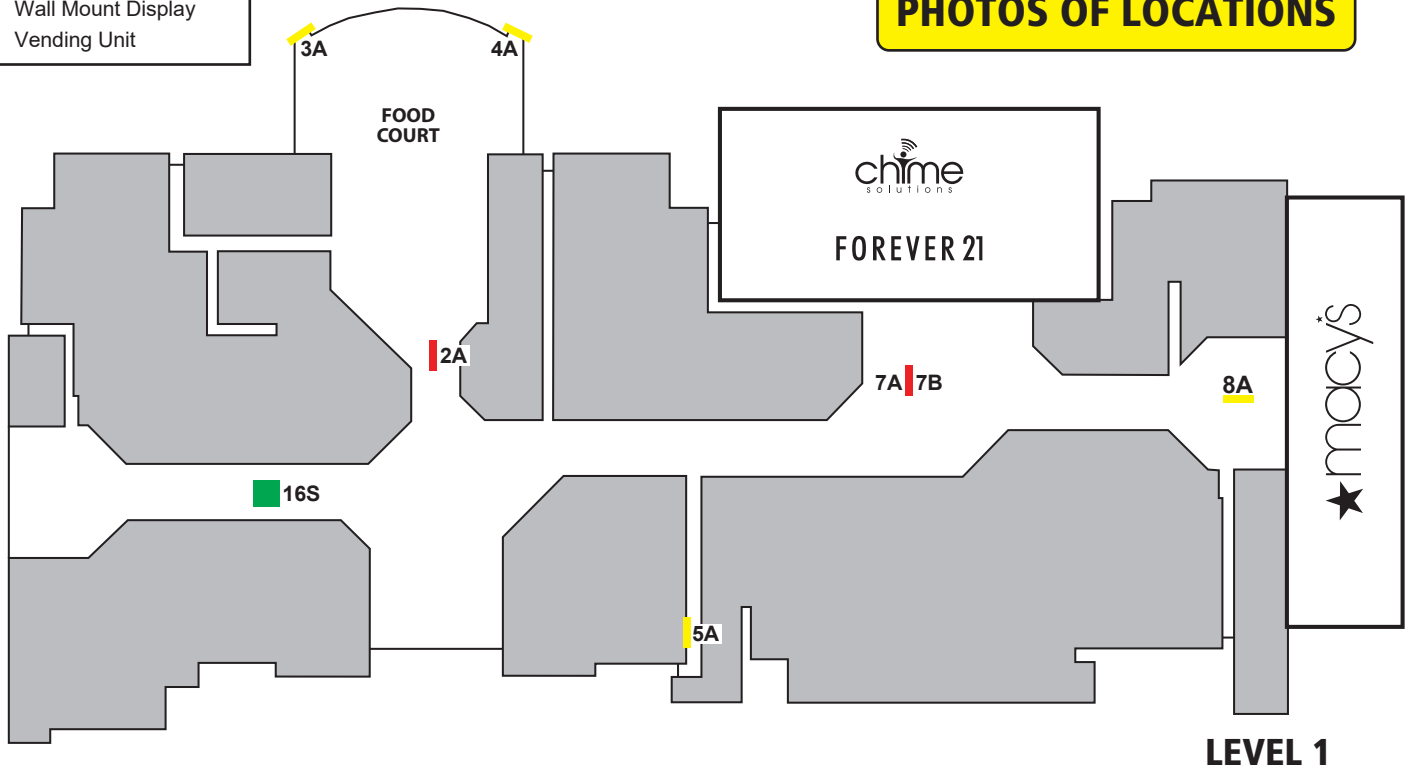 Wall Mount Display
Vending Unit
PHOTOS OF LOCATIONS
3A
4A
FOOD
COURT
chime
solutions
FOREVER 21
macy's
2A
7A
7B
8A
16S
5A
LEVEL 1